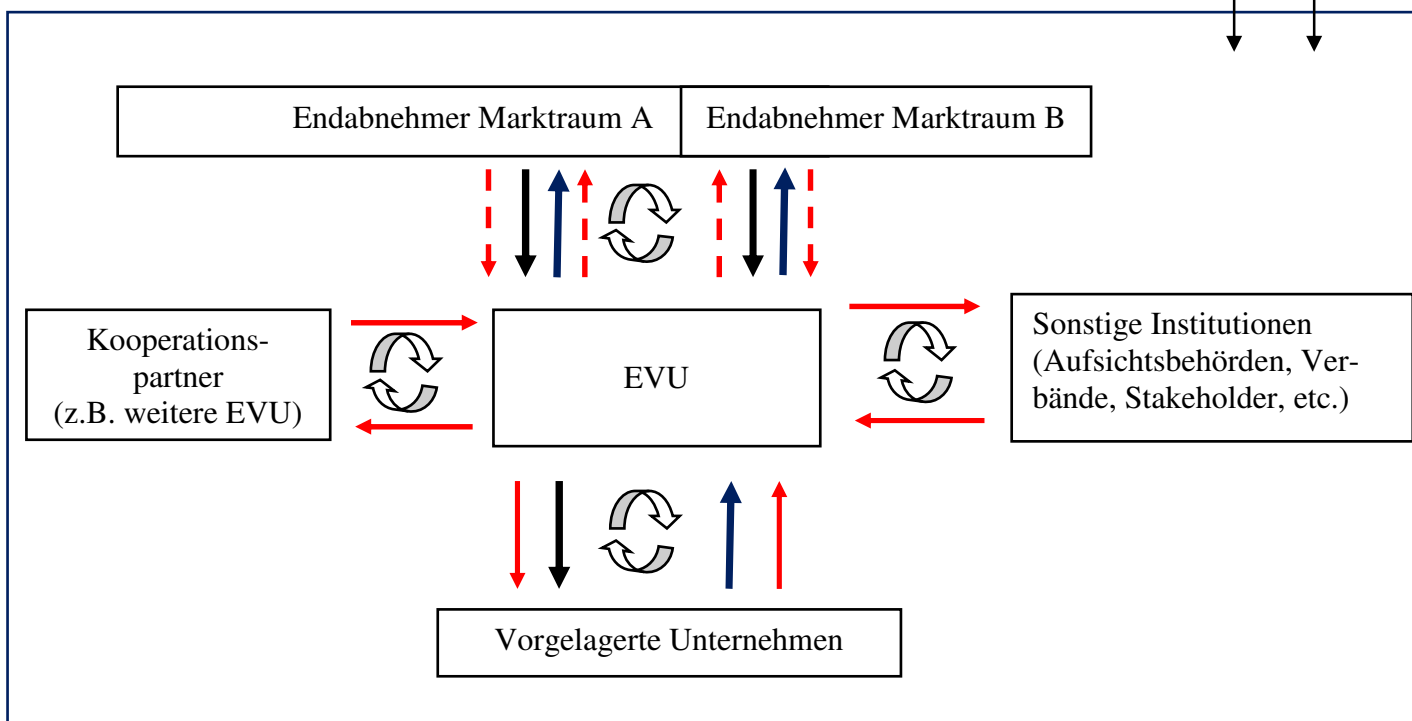 Endabnehmer Marktraum A
Endabnehmer Marktraum B
Kooperations-
partner
(z.B. weitere EVU)
EVU
Sonstige Institutionen
(Aufsichtsbehörden, Ver-
bände, Stakeholder, etc.)
Vorgelagerte Unternehmen